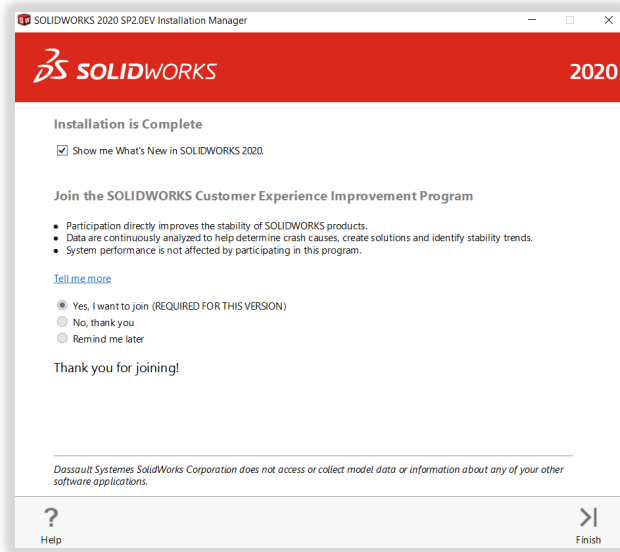 SOLIDWORKS 2020 SP2.0EV Installation Manager
SOLIDWORKS
2020
Installation is Complete
Show me What's New in SOLIDWORKS 2020.
Join the SOLIDWORKS Customer Experience Improvement Program
Participation directly improves the stability of SOLIDWORKS products.
Data are continuously analyzed to help determine crash causes, create solutions and identify stability trends.
System performance is not affected by participating in this program.
Tell me more
Yes, I want to join (REQUIRED FOR THIS VERSION)
No, thank you
Remind me later
Thank you for joining!
Dassault Systemes SolidWorks Corporation does not access or collect model data or information about any of your other
software applications.
?
Help
Finish